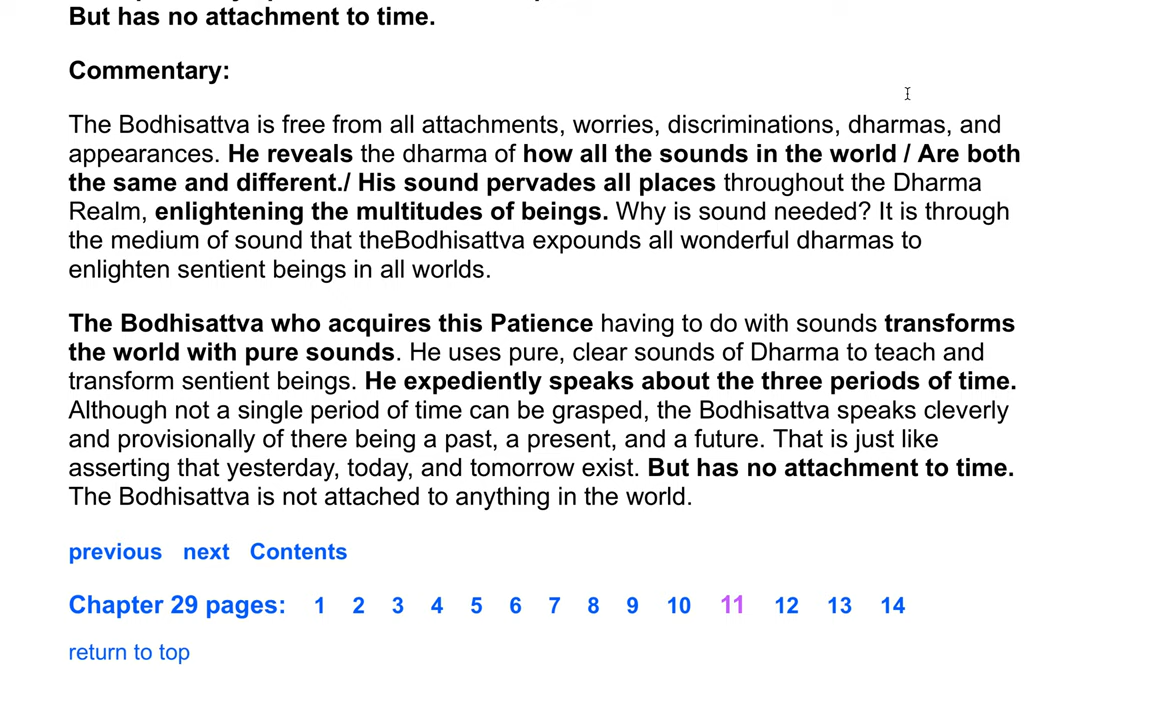 But has no attachment to time.
Commentary:
The Bodhisattva is free from all attachments, worries, discriminations, dharmas, and
appearances. He reveals the dharma of how all the sounds in the world / Are both
the same and different./ His sound pervades all places throughout the Dharma
Realm, enlightening the multitudes of beings. Why is sound needed? It is through
the medium of sound that theBodhisattva expounds all wonderful dharmas to
enlighten sentient beings in all worlds.
The Bodhisattva who acquires this Patience having to do with sounds transforms
the world with pure sounds. He uses pure, clear sounds of Dharma to teach and
transform sentient beings. He expediently speaks about the three periods of time.
Although not a single period of time can be grasped, the Bodhisattva speaks cleverly
and provisionally of there being a past, a present, and a future. That is just like
asserting that yesterday, today, and tomorrow exist. But has no attachment to time.
The Bodhisattva is not attached to anything in the world.
previous next Contents
Chapter 29 pages: 1 2 3 4 5 6 7 8 9 10 11 12 13 14
return to top